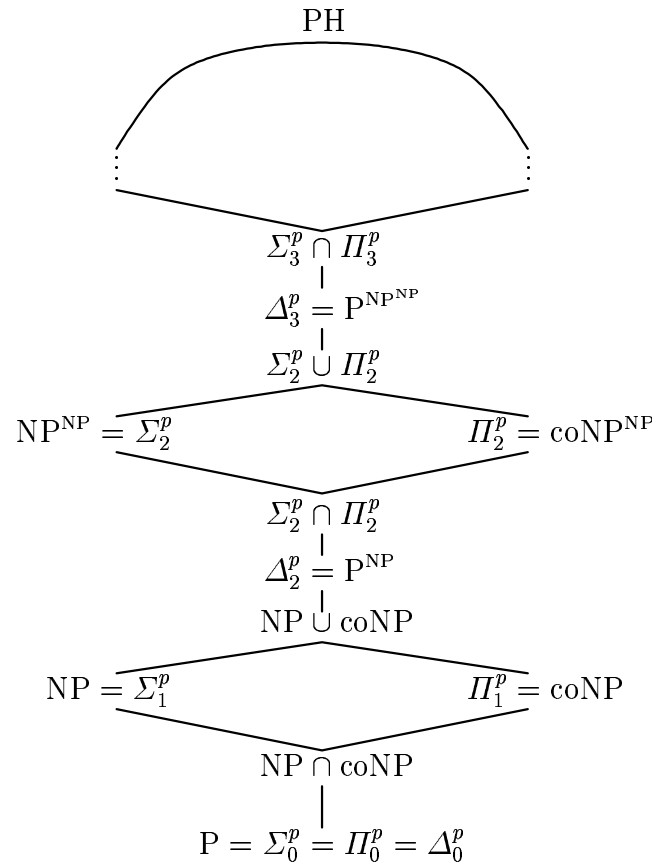 PH
Σ₃ᵖ ∩ Π₃ᵖ
Δ₃ᵖ = P^{NP^{NP}}
Σ₂ᵖ ∪ Π₂ᵖ
NP^{NP} = Σ₂ᵖ Π₂ᵖ = coNP^{NP}
Σ₂ᵖ ∩ Π₂ᵖ
Δ₂ᵖ = P^{NP}
NP ∪ coNP
NP = Σ₁ᵖ Π₁ᵖ = coNP
NP ∩ coNP
P = Σ₀ᵖ = Π₀ᵖ = Δ₀ᵖ